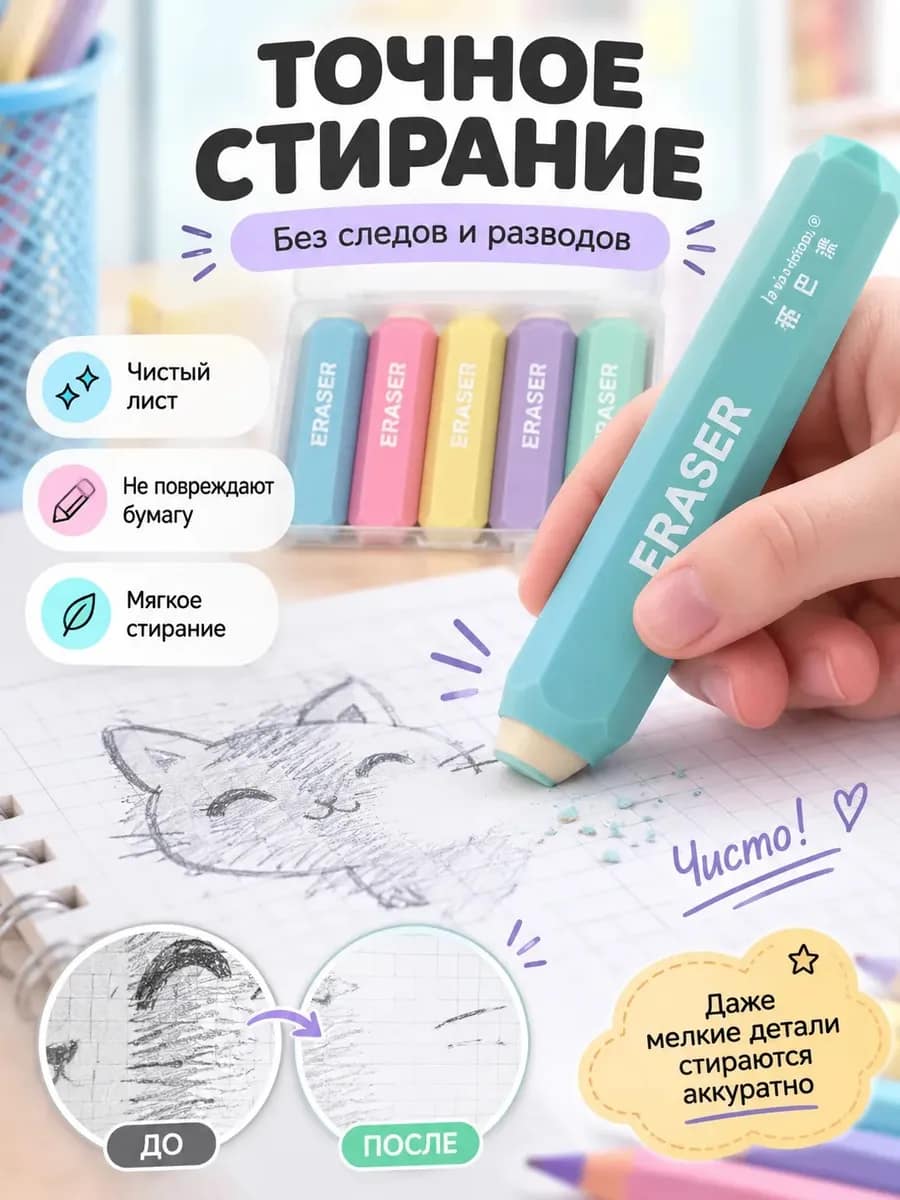 ТОЧНОЕ
СТИРАНИЕ
Без следов и разводов
Чистый
лист
Не повреждают
бумагу
Мягкое
стирание
ERASER
ERASER
ERASER
ERASER
ERASER
ERASER
Чисто!
Даже
мелкие детали
стираются
аккуратно
ДО
ПОСЛЕ